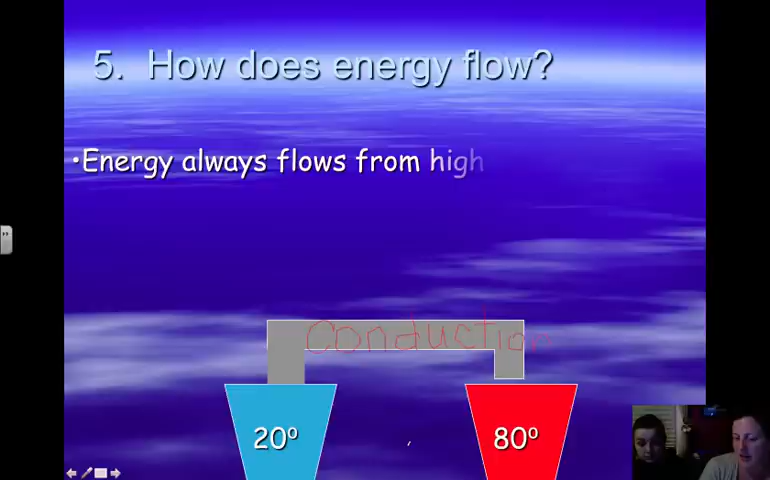 5. How does energy flow?
•Energy always flows from high
conduction
20º
80º